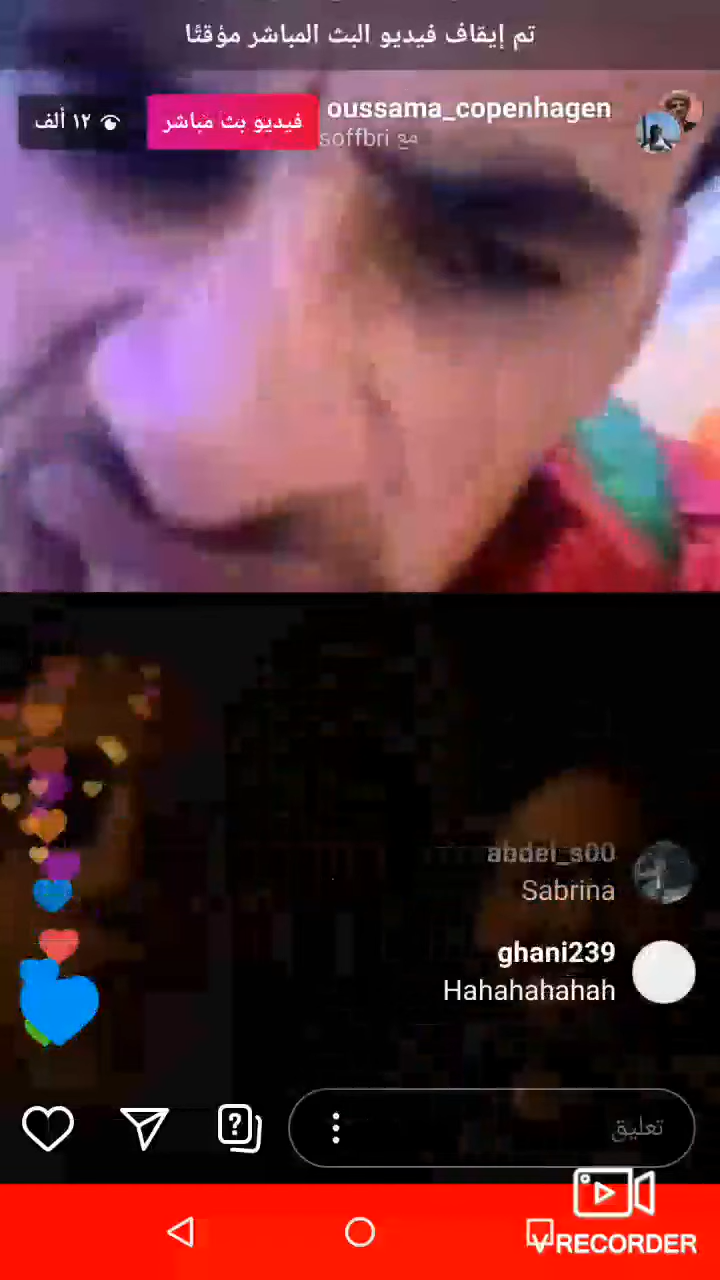 تم إيقاف فيديو البث المباشر مؤقتًا
oussama_copenhagen
مع soffbri
فيديو بث مباشر
١٢ ألف
abdel_s00
Sabrina
ghani239
Hahahahahah
تعليق
VRECORDER